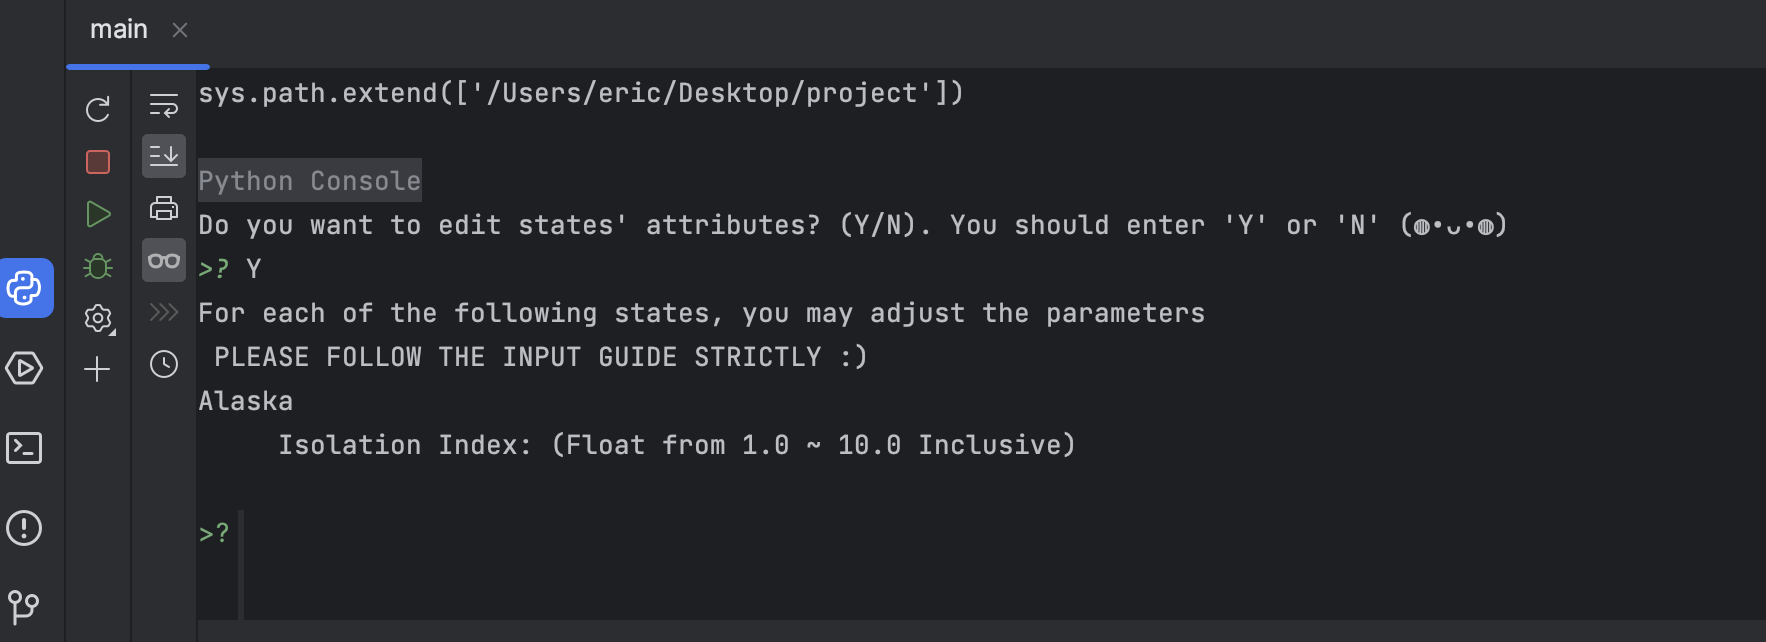 main
sys.path.extend(['/Users/eric/Desktop/project'])
Python Console
Do you want to edit states' attributes? (Y/N). You should enter 'Y' or 'N' (◍•ᴗ•◍)
>? Y
For each of the following states, you may adjust the parameters
PLEASE FOLLOW THE INPUT GUIDE STRICTLY :)
Alaska
Isolation Index: (Float from 1.0 ~ 10.0 Inclusive)
>?